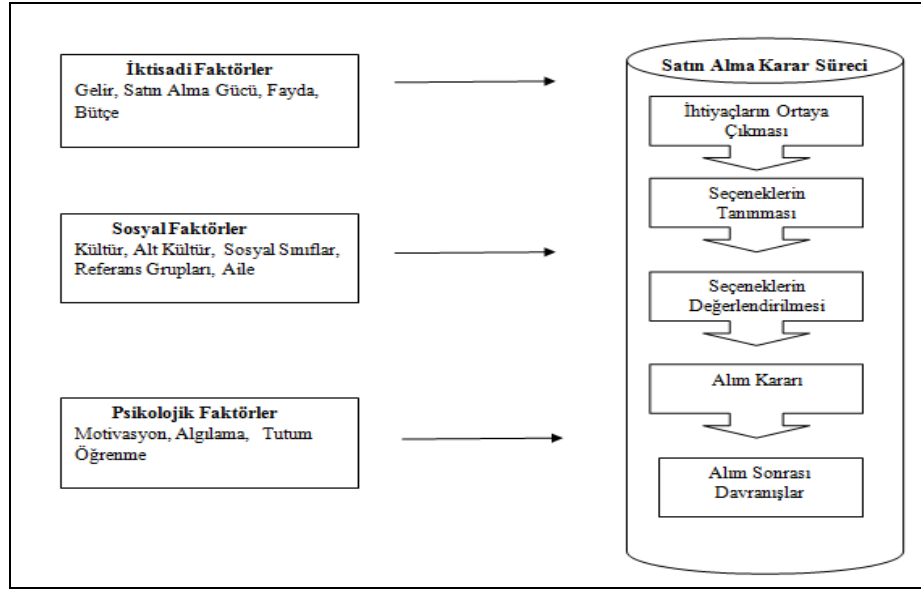 İktisadi Faktörler
Gelir, Satın Alma Gücü, Fayda,
Bütçe
Sosyal Faktörler
Kültür, Alt Kültür, Sosyal Sınıflar,
Referans Grupları, Aile
Psikolojik Faktörler
Motivasyon, Algılama, Tutum
Öğrenme
Satın Alma Karar Süreci
İhtiyaçların Ortaya
Çıkması
Seçeneklerin
Tanınması
Seçeneklerin
Değerlendirilmesi
Alım Kararı
Alım Sonrası
Davranışlar